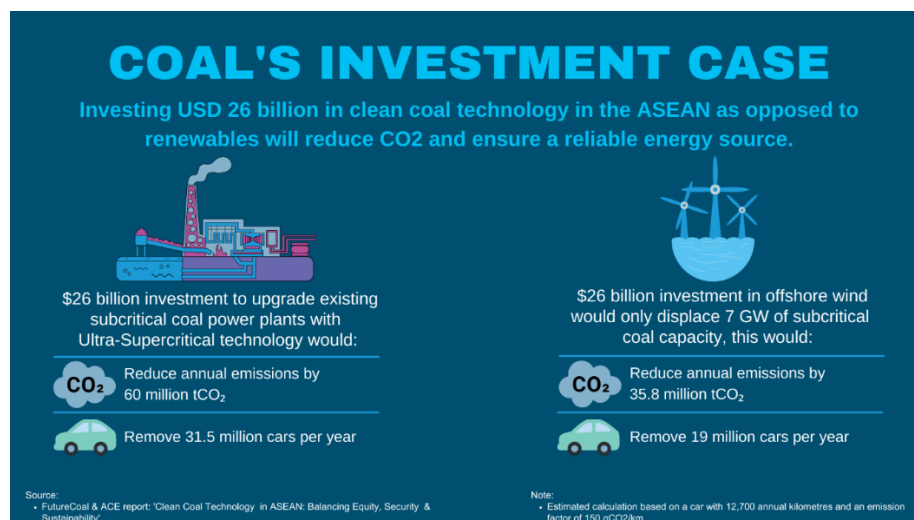 COAL'S INVESTMENT CASE
Investing USD 26 billion in clean coal technology in the ASEAN as opposed to
renewables will reduce CO2 and ensure a reliable energy source.
$26 billion investment to upgrade existing
subcritical coal power plants with
Ultra-Supercritical technology would:
CO₂
Reduce annual emissions by
60 million tCO₂
Remove 31.5 million cars per year
$26 billion investment in offshore wind
would only displace 7 GW of subcritical
coal capacity, this would:
CO₂
Reduce annual emissions by
35.8 million tCO₂
Remove 19 million cars per year
Source:
• FutureCoal & ACE report: 'Clean Coal Technology in ASEAN: Balancing Equity, Security &
Sustainability'
Note:
• Estimated calculation based on a car with 12,700 annual kilometres and an emission
factor of 150 gCO2/km